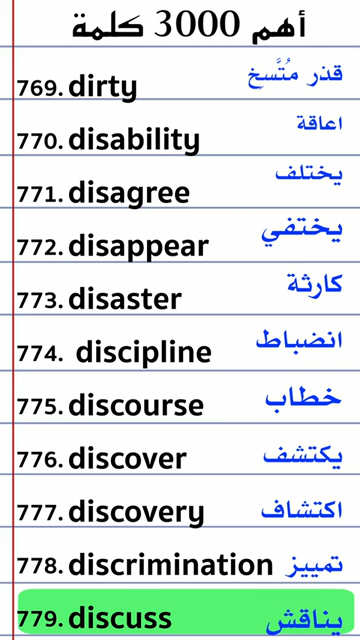 أهم 3000 كلمة
769. dirty قذر مُتَّسخ
770. disability اعاقة
771. disagree يختلف
772. disappear يختفي
773. disaster كارثة
774. discipline انضباط
775. discourse خطاب
776. discover يكتشف
777. discovery اكتشاف
778. discrimination تمييز
779. discuss يناقش